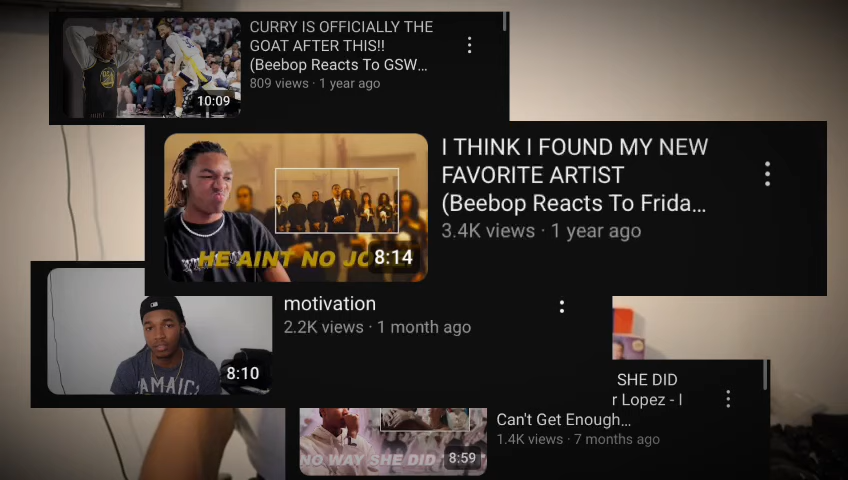 CURRY IS OFFICIALLY THE
GOAT AFTER THIS!!
(Beebop Reacts To GSW...
809 views · 1 year ago
10:09
I THINK I FOUND MY NEW
FAVORITE ARTIST
(Beebop Reacts To Frida...
3.4K views · 1 year ago
HE AINT NO JO
8:14
motivation
2.2K views · 1 month ago
8:10
JAMAIC
SHE DID
r Lopez - I
Can't Get Enough...
1.4K views · 7 months ago
NO WAY SHE DID
8:59